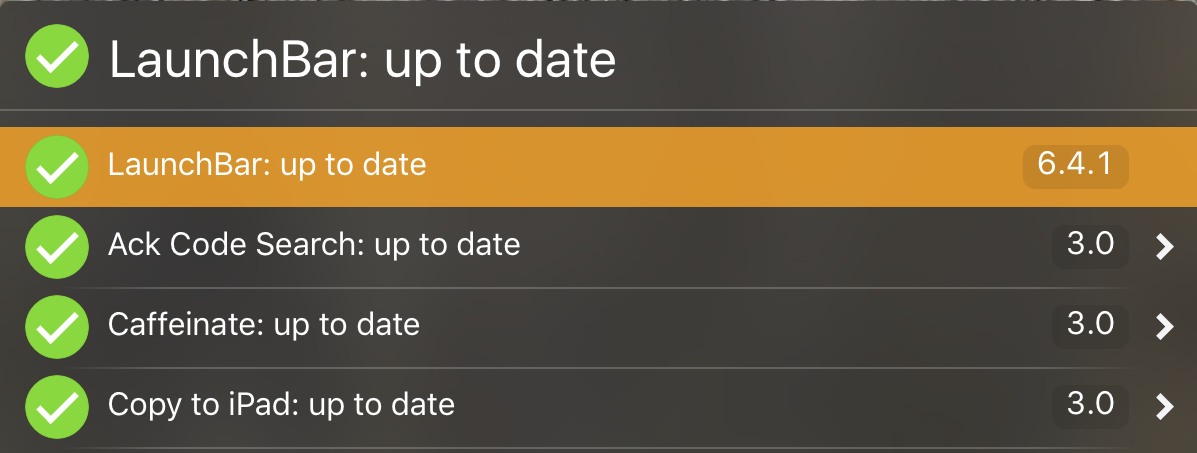 LaunchBar: up to date
LaunchBar: up to date 6.4.1
Ack Code Search: up to date 3.0
Caffeinate: up to date 3.0
Copy to iPad: up to date 3.0